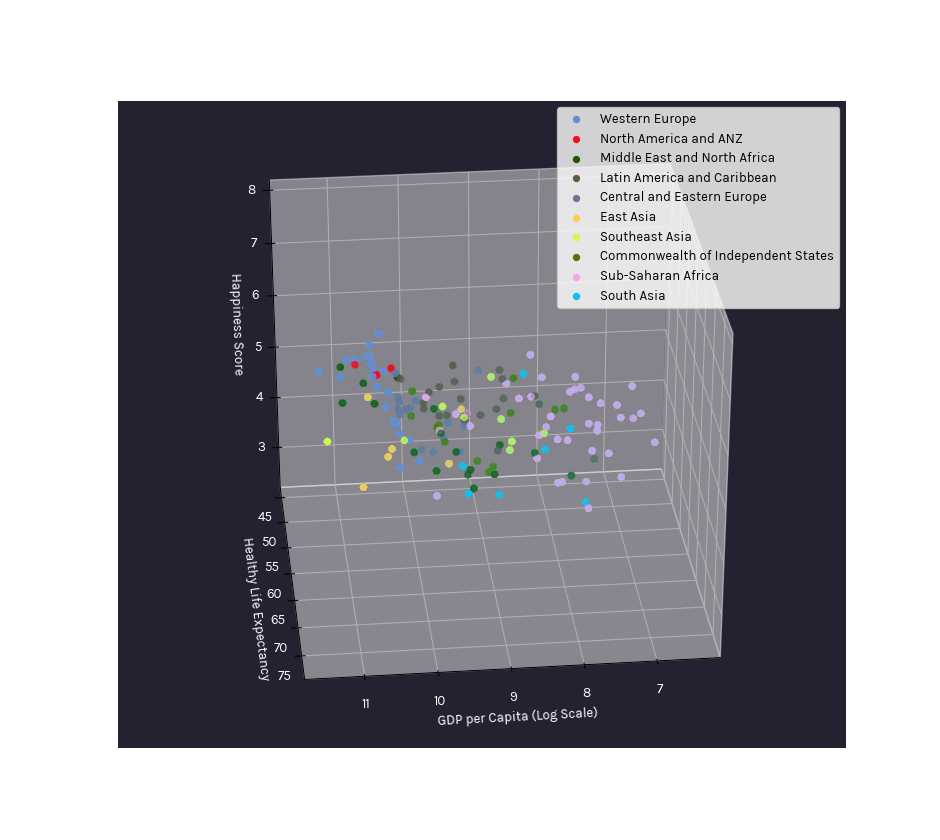 Western Europe
North America and ANZ
Middle East and North Africa
Latin America and Caribbean
Central and Eastern Europe
East Asia
Southeast Asia
Commonwealth of Independent States
Sub-Saharan Africa
South Asia
8
7
6
5
4
3
Happiness Score
45
50
55
60
65
70
75
Healthy Life Expectancy
11
10
9
8
7
GDP per Capita (Log Scale)